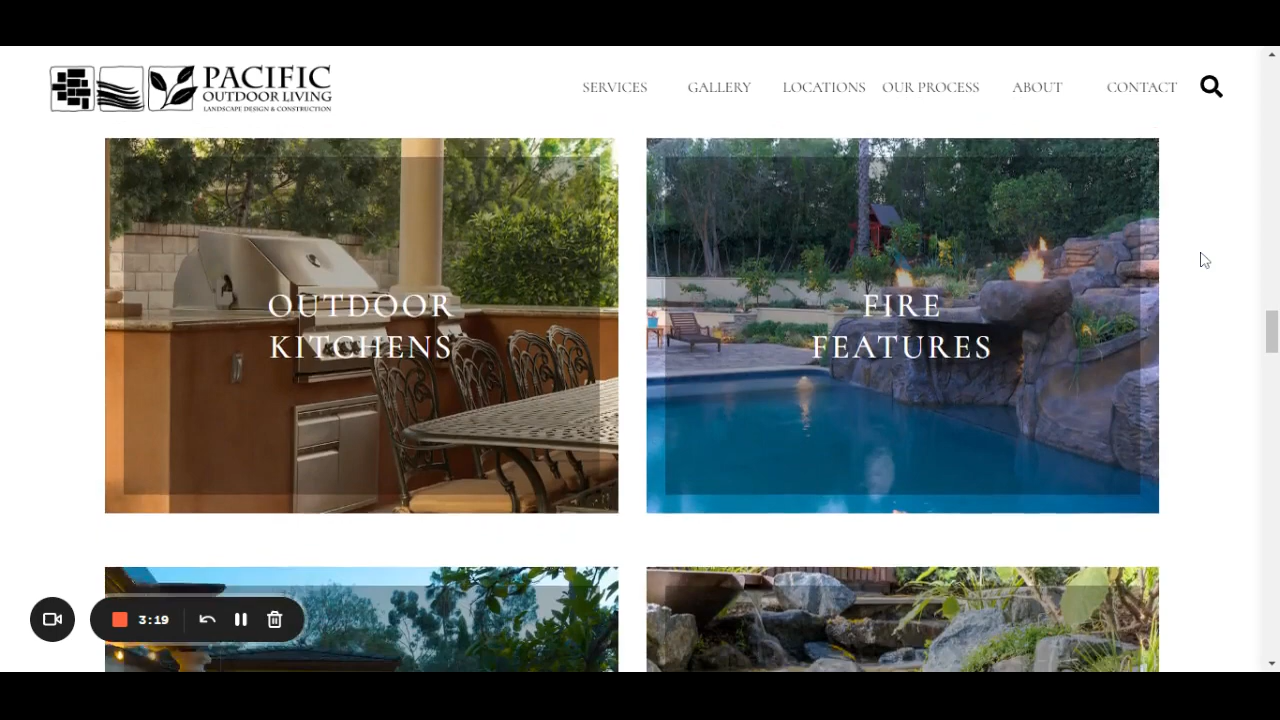 PACIFIC
OUTDOOR LIVING
LANDSCAPE DESIGN & CONSTRUCTION
SERVICES GALLERY LOCATIONS OUR PROCESS ABOUT CONTACT
OUTDOOR
KITCHENS
FIRE
FEATURES
3:19